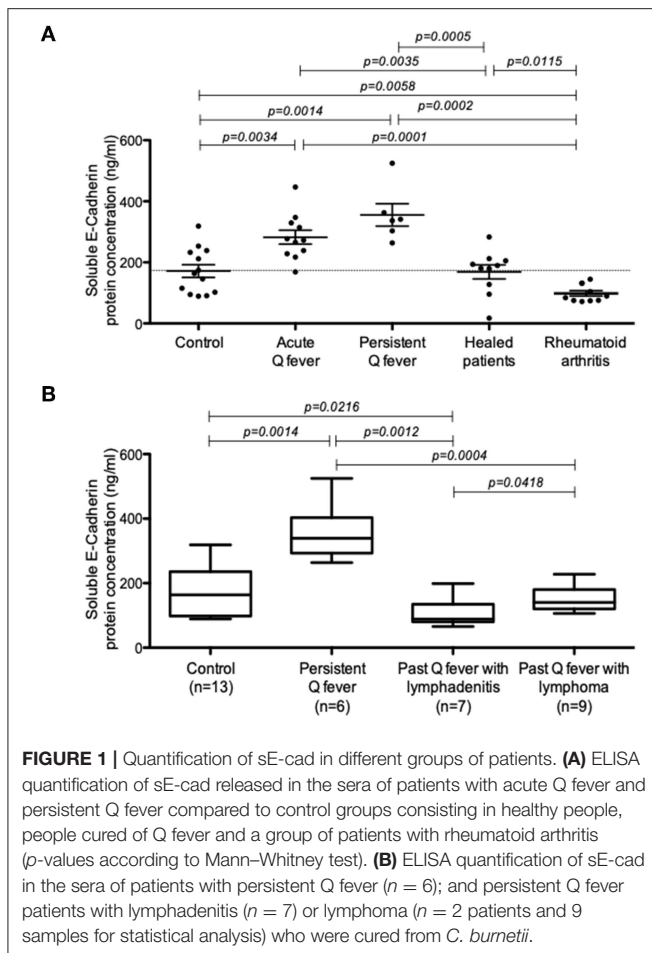 A
p=0.0005
p=0.0035
p=0.0115
p=0.0058
p=0.0014
p=0.0002
p=0.0034
p=0.0001
Soluble E-Cadherin
protein concentration (ng/ml)
600
400
200
0
Control
Acute
Q fever
Persistent
Q fever
Healed
patients
Rheumatoid
arthritis
B
p=0.0216
p=0.0014
p=0.0012
p=0.0004
p=0.0418
Soluble E-Cadherin
protein concentration (ng/ml)
600
400
200
0
Control
(n=13)
Persistent
Q fever
(n=6)
Past Q fever with
lymphadenitis
(n=7)
Past Q fever with
lymphoma
(n=9)
FIGURE 1 | Quantification of sE-cad in different groups of patients. (A) ELISA
quantification of sE-cad released in the sera of patients with acute Q fever and
persistent Q fever compared to control groups consisting in healthy people,
people cured of Q fever and a group of patients with rheumatoid arthritis
(p-values according to Mann–Whitney test). (B) ELISA quantification of sE-cad
in the sera of patients with persistent Q fever (n = 6); and persistent Q fever
patients with lymphadenitis (n = 7) or lymphoma (n = 2 patients and 9
samples for statistical analysis) who were cured from C. burnetii.